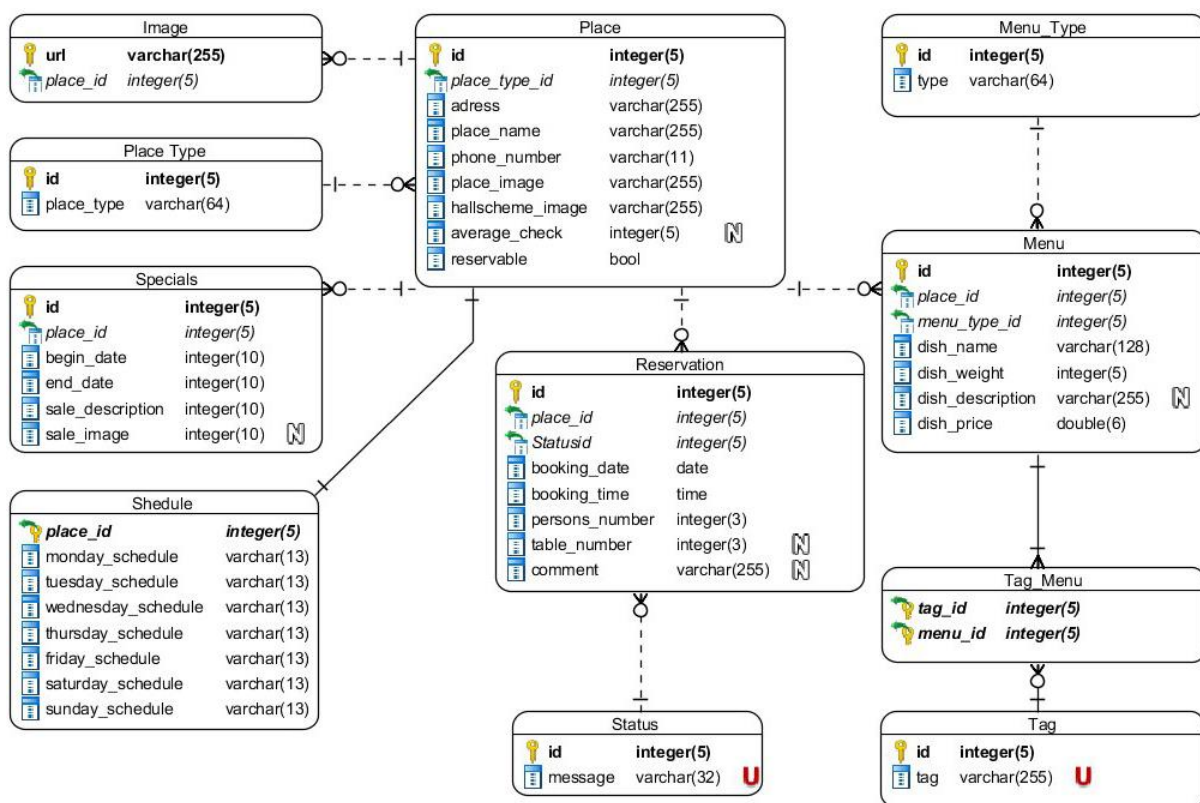 Image
url varchar(255)
place_id integer(5)
Place Type
id integer(5)
place_type varchar(64)
Specials
id integer(5)
place_id integer(5)
begin_date integer(10)
end_date integer(10)
sale_description integer(10)
sale_image integer(10) N
Shedule
place_id integer(5)
monday_schedule varchar(13)
tuesday_schedule varchar(13)
wednesday_schedule varchar(13)
thursday_schedule varchar(13)
friday_schedule varchar(13)
saturday_schedule varchar(13)
sunday_schedule varchar(13)
Place
id integer(5)
place_type_id integer(5)
adress varchar(255)
place_name varchar(255)
phone_number varchar(11)
place_image varchar(255)
hallscheme_image varchar(255)
average_check integer(5) N
reservable bool
Reservation
id integer(5)
place_id integer(5)
Statusid integer(5)
booking_date date
booking_time time
persons_number integer(3)
table_number integer(3) N
comment varchar(255) N
Status
id integer(5)
message varchar(32) U
Menu_Type
id integer(5)
type varchar(64)
Menu
id integer(5)
place_id integer(5)
menu_type_id integer(5)
dish_name varchar(128)
dish_weight integer(5)
dish_description varchar(255) N
dish_price double(6)
Tag_Menu
tag_id integer(5)
menu_id integer(5)
Tag
id integer(5)
tag varchar(255) U